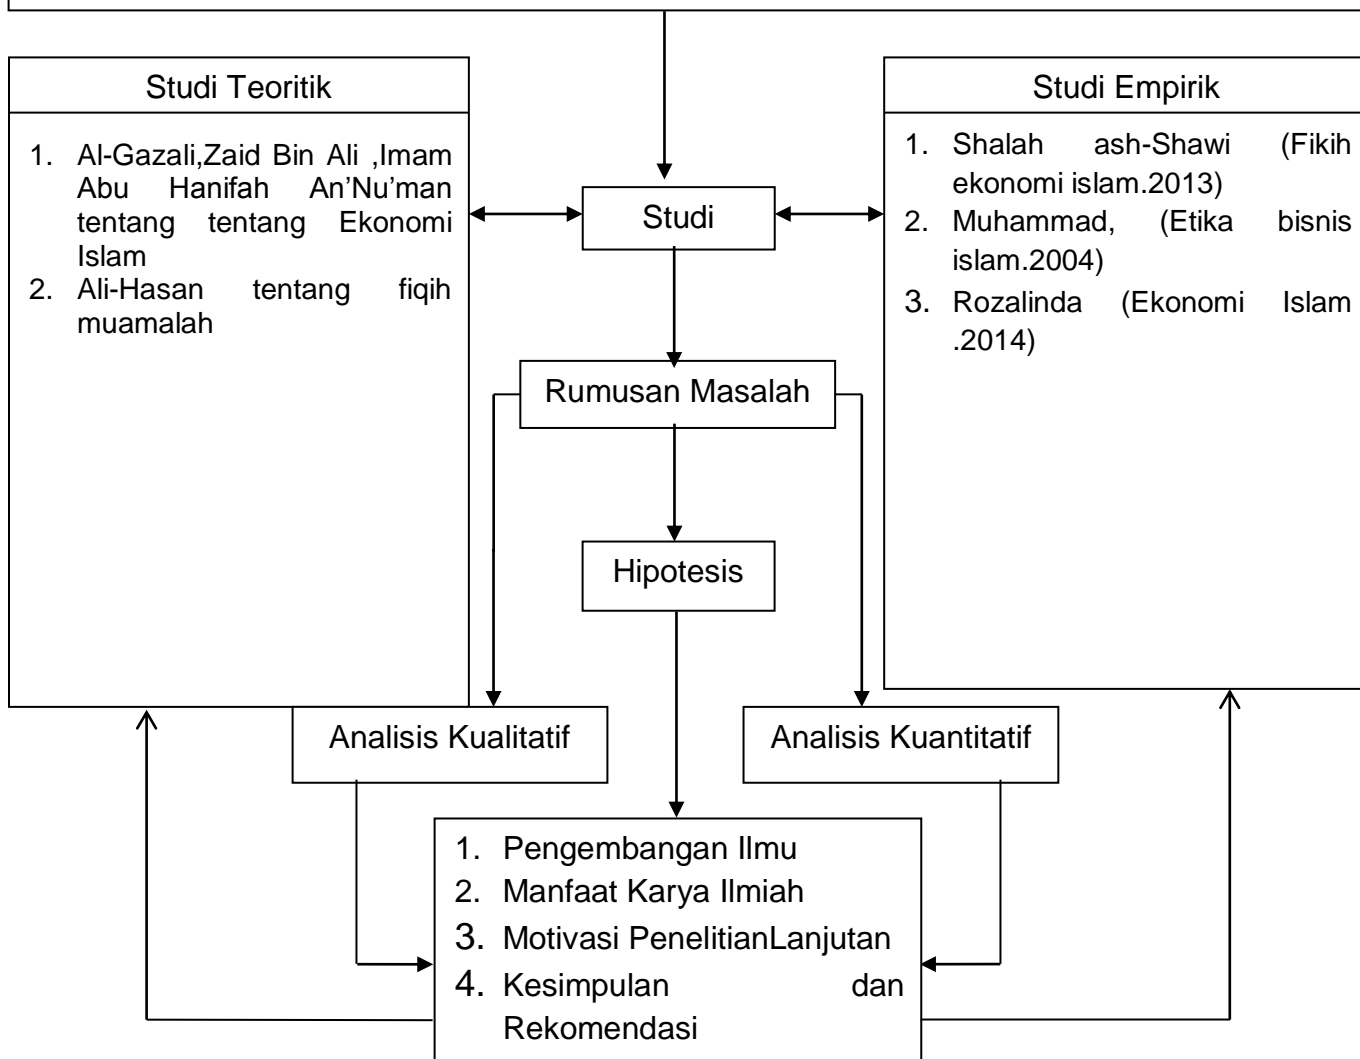 Studi Teoritik
1. Al-Gazali,Zaid Bin Ali ,Imam
Abu Hanifah An’Nu’man
tentang tentang Ekonomi
Islam
2. Ali-Hasan tentang fiqih
muamalah
Studi Empirik
1. Shalah ash-Shawi (Fikih
ekonomi islam.2013)
2. Muhammad, (Etika bisnis
islam.2004)
3. Rozalinda (Ekonomi Islam
.2014)
Studi
Rumusan Masalah
Hipotesis
Analisis Kualitatif
Analisis Kuantitatif
1. Pengembangan Ilmu
2. Manfaat Karya Ilmiah
3. Motivasi PenelitianLanjutan
4. Kesimpulan dan
Rekomendasi